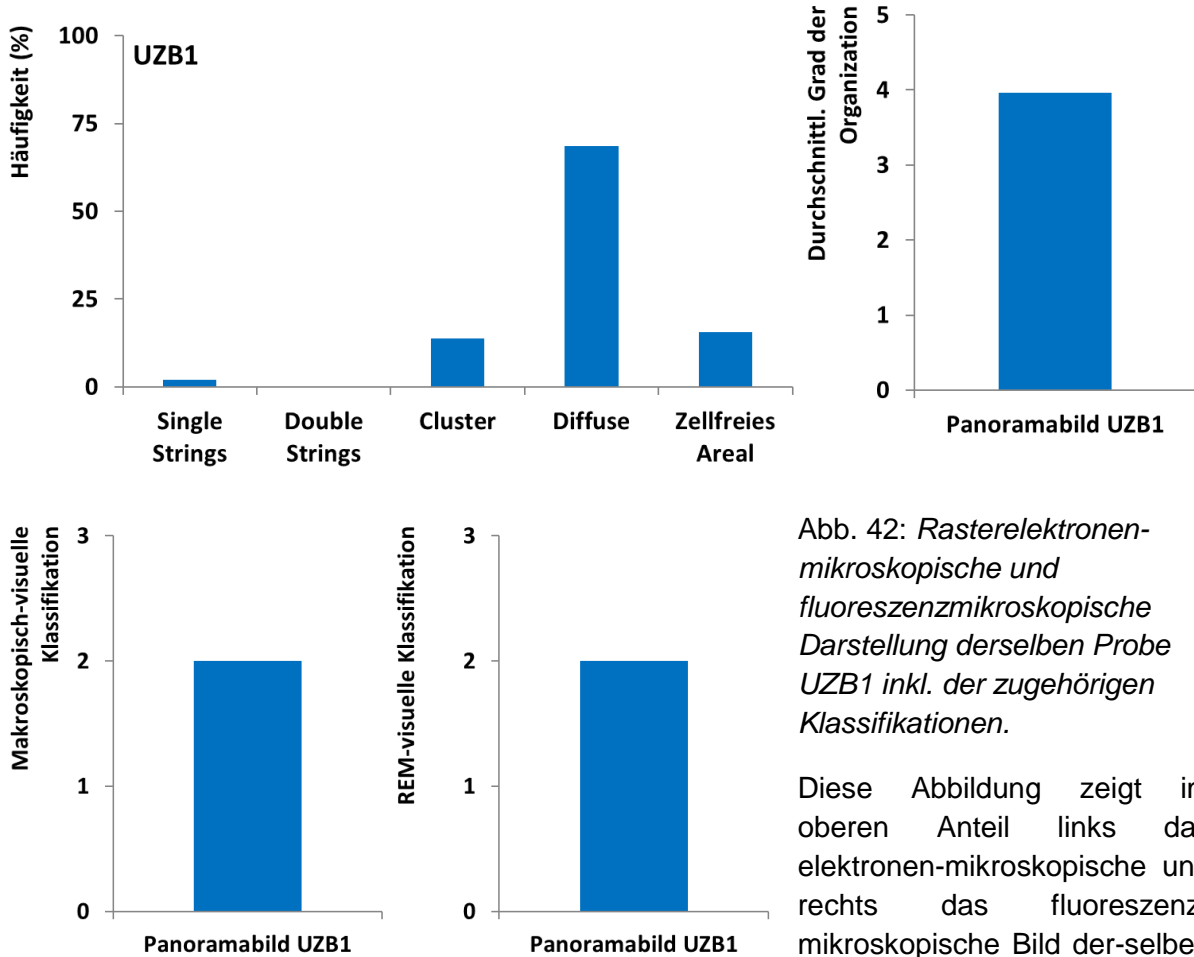 Häufigkeit (%)
100
75
50
25
0
UZB1
Single
Strings
Double
Strings
Cluster
Diffuse
Zellfreies
Areal
Durchschnittl. Grad der
Organization
5
4
3
2
1
0
Panoramabild UZB1
Makroskopisch-visuelle
Klassifikation
3
2
1
0
Panoramabild UZB1
REM-visuelle Klassifikation
3
2
1
0
Panoramabild UZB1
Abb. 42: Rasterelektronen-
mikroskopische und
fluoreszenzmikroskopische
Darstellung derselben Probe
UZB1 inkl. der zugehörigen
Klassifikationen.
Diese Abbildung zeigt
oberen Anteil links
elektronen-mikroskopische
rechts das fluoreszenz
mikroskopische Bild der-selbe